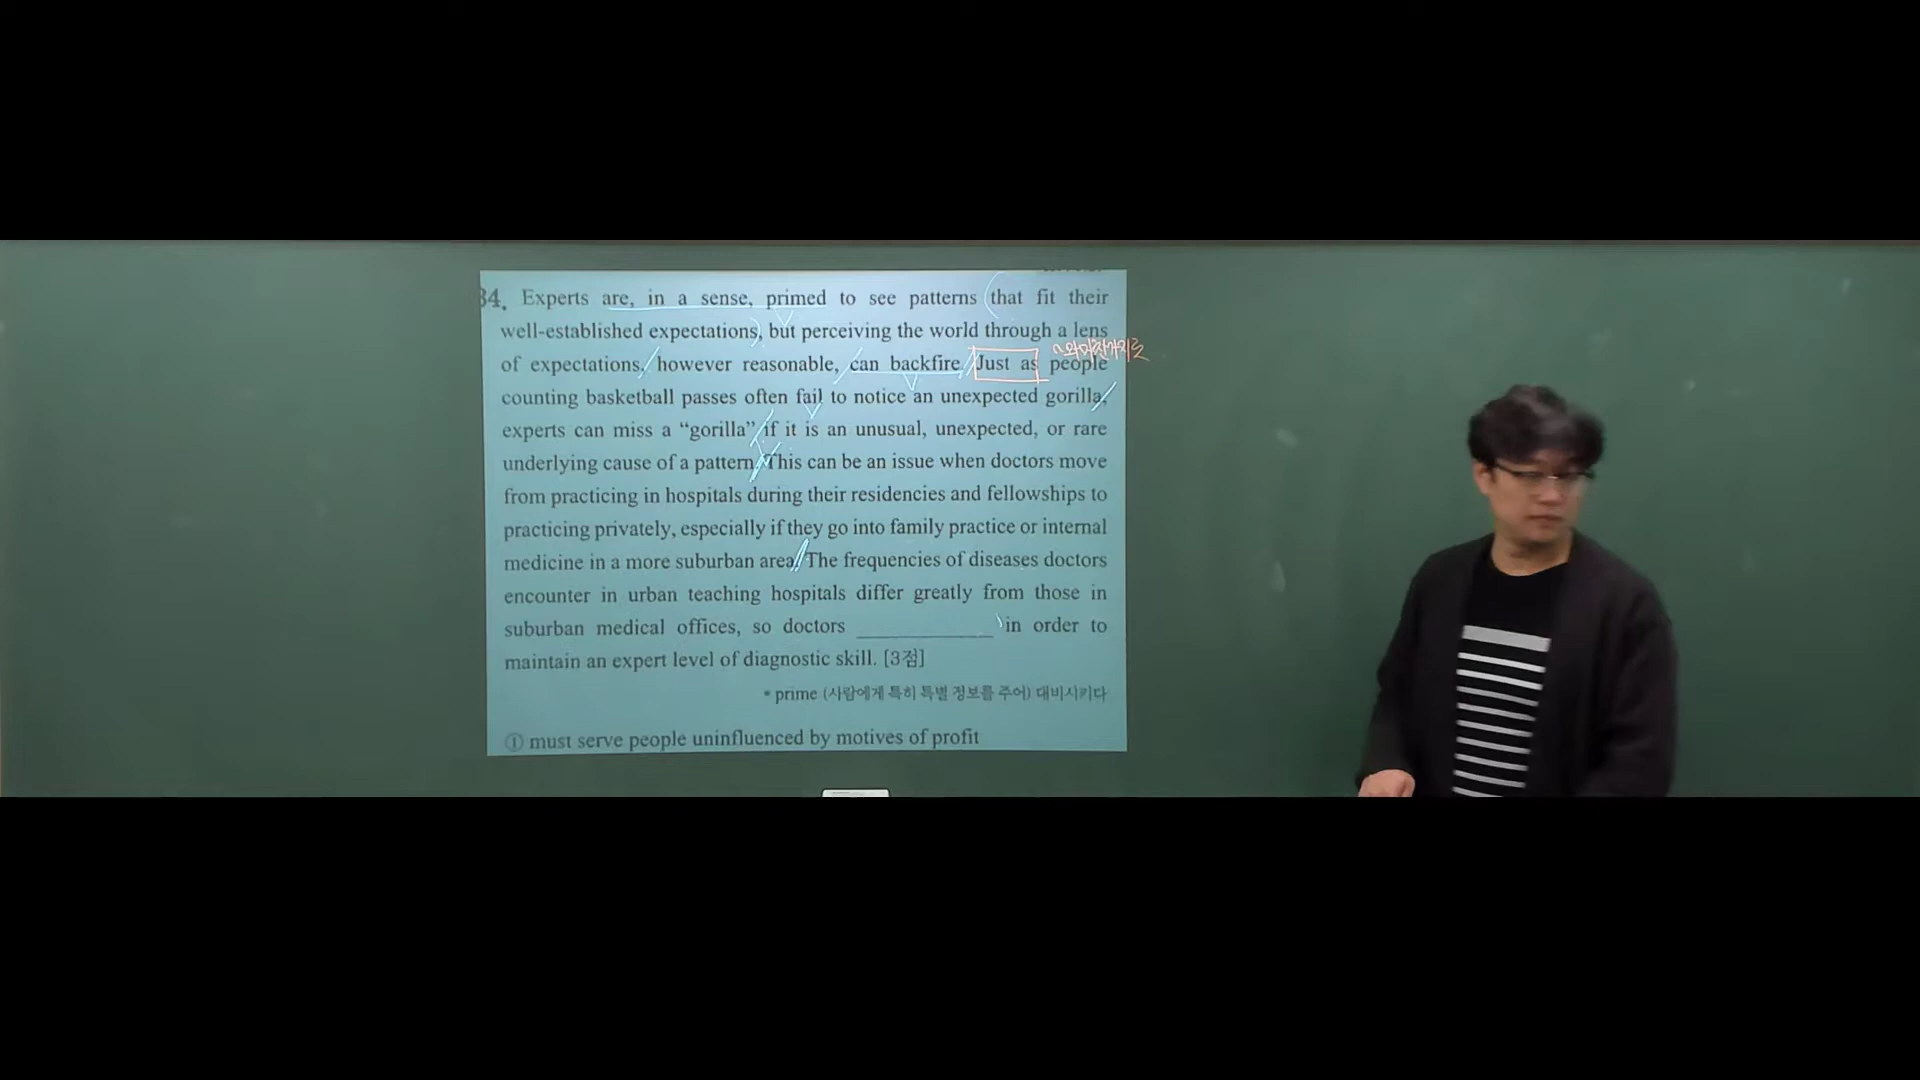 34. Experts are, in a sense, primed to see patterns that fit their
well-established expectations, but perceiving the world through a lens
of expectations, however reasonable, can backfire. Just as people
~와 마찬가지로
counting basketball passes often fail to notice an unexpected gorilla,
experts can miss a “gorilla” if it is an unusual, unexpected, or rare
underlying cause of a pattern. This can be an issue when doctors move
from practicing in hospitals during their residencies and fellowships to
practicing privately, especially if they go into family practice or internal
medicine in a more suburban area. The frequencies of diseases doctors
encounter in urban teaching hospitals differ greatly from those in
suburban medical offices, so doctors ____________ in order to
maintain an expert level of diagnostic skill. [3점]
* prime (사람에게 특히 특별 정보를 주어) 대비시키다
① must serve people uninfluenced by motives of profit